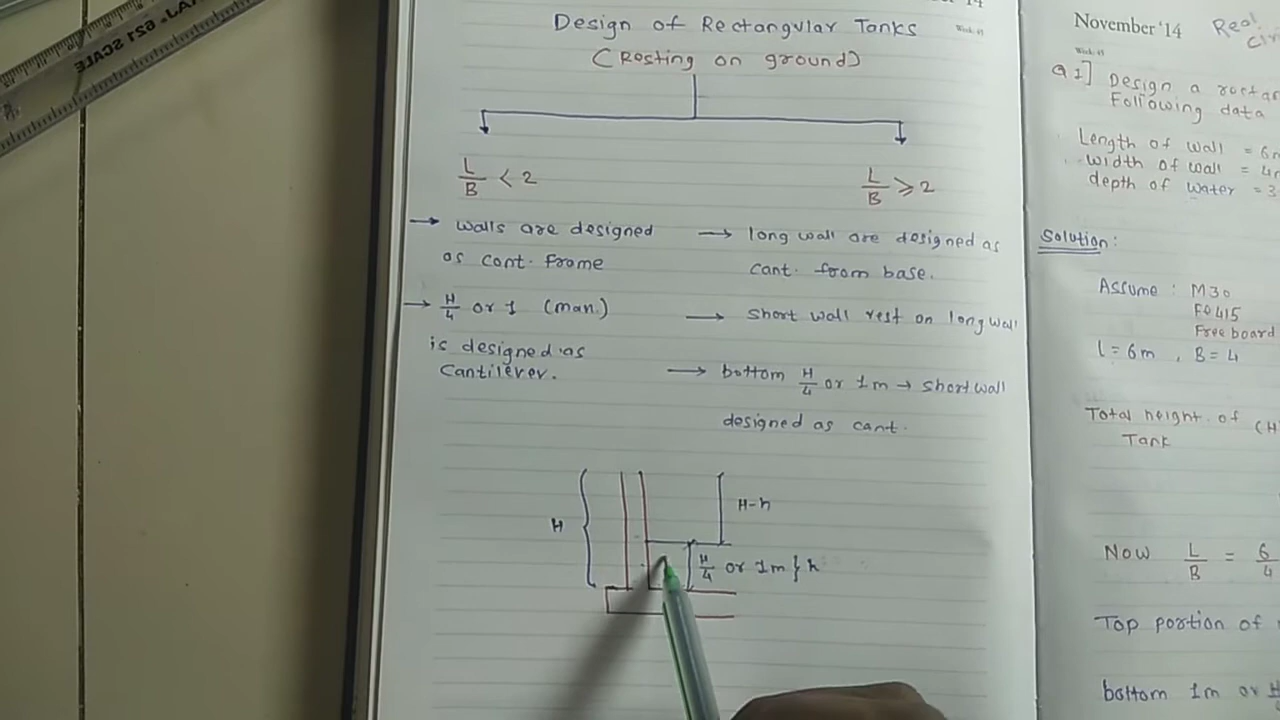 Design of Rectangular Tanks
(Resting on ground)
L/B < 2
→ walls are designed
as cont. Frame
→ H/4 or 1 (man.)
is designed as
Cantilever.
L/B ≥ 2
→ long wall are designed as
cant. from base.
→ short wall rest on long wall
→ bottom H/4 or 1m → short wall
designed as cant.
H
H-h
H/4 or 1m } h
November '14
Real
Q1] Design a
Following data
Length of wall = 6
width of wall = 4
depth of water = 3
Solution:
Assume : M30
Fe415
Free board
l = 6m , B = 4
Total height of (H
Tank
Now L/B = 6/4
Top portion of
bottom 1m or